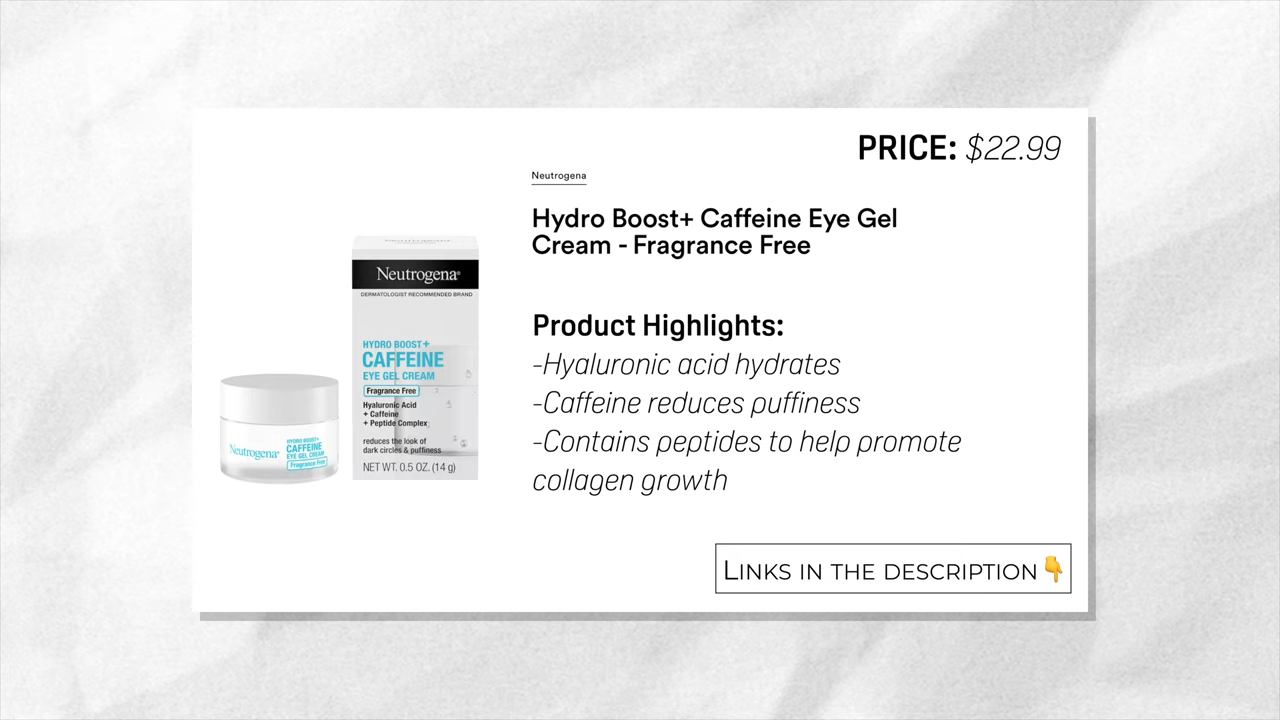 PRICE: $22.99
Neutrogena
Hydro Boost+ Caffeine Eye Gel
Cream - Fragrance Free
Product Highlights:
-Hyaluronic acid hydrates
-Caffeine reduces puffiness
-Contains peptides to help promote
collagen growth
LINKS IN THE DESCRIPTION👇
Neutrogena®
DERMATOLOGIST RECOMMENDED BRAND
HYDRO BOOST+
CAFFEINE
EYE GEL CREAM
Fragrance Free
Hyaluronic Acid
+ Caffeine
+ Peptide Complex
reduces the look of
dark circles & puffiness
NET WT. 0.5 OZ. (14 g)
Neutrogena
HYDRO BOOST+
CAFFEINE
EYE GEL CREAM
Fragrance Free